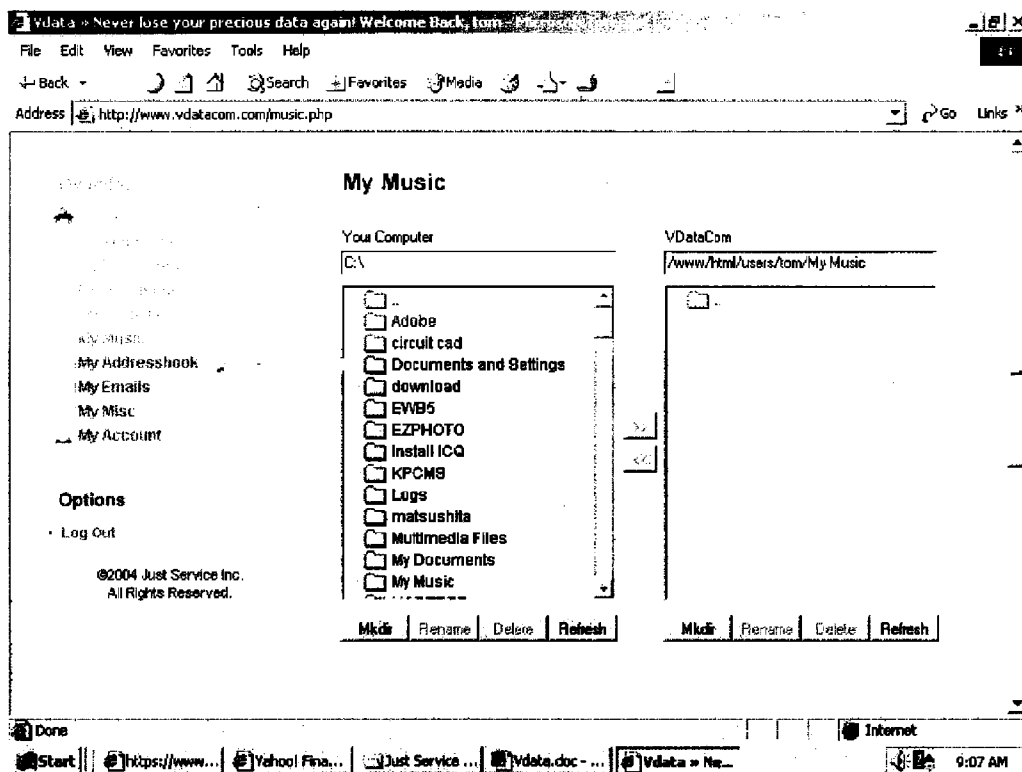 Vdata » Never lose your precious data again! Welcome Back, tom -
File Edit View Favorites Tools Help
Back Search Favorites Media
Address http://www.vdatacom.com/music.php Go Links
My Music
Your Computer
C:\
VDataCom
/www/html/users/tom/My Music
My Music
My Addressbook
My Emails
My Misc
My Account
Options
Log Out
©2004 Just Service Inc.
All Rights Reserved.
..
Adobe
circuit cad
Documents and Settings
download
EWB5
EZPHOTO
Install ICQ
KPCMS
Logs
matsushita
Multimedia Files
My Documents
My Music
>>
<<
..
Mkdir Rename Delete Refresh
Mkdir Rename Delete Refresh
Done Internet
Start https://www... Yahoo! Fina... Just Service ... Vdata.doc - ... Vdata » Ne... 9:07 AM